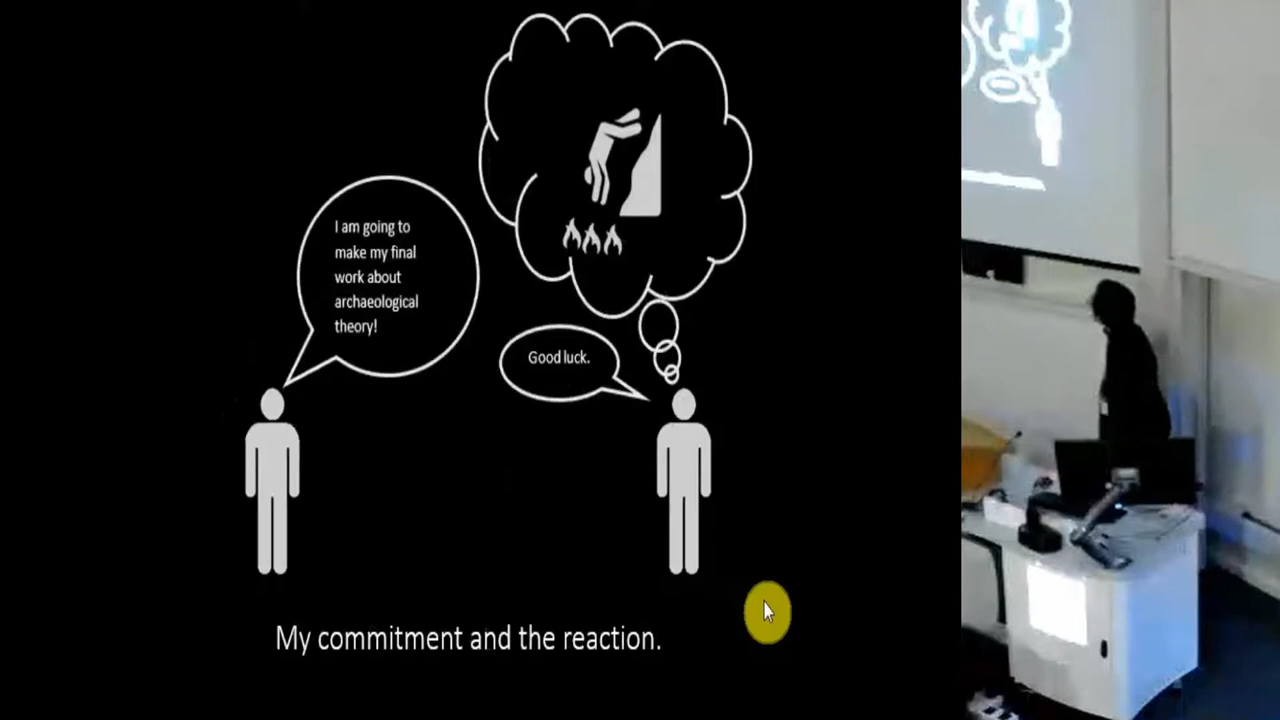 I am going to
make my final
work about
archaeological
theory!
Good luck.
My commitment and the reaction.